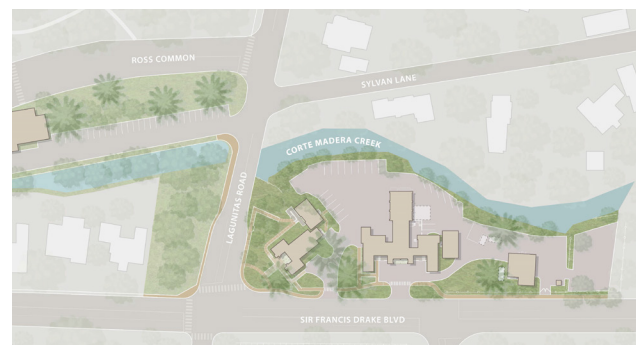 ROSS COMMON
SYLVAN LANE
CORTE MADERA CREEK
LAGUNITAS ROAD
SIR FRANCIS DRAKE BLVD